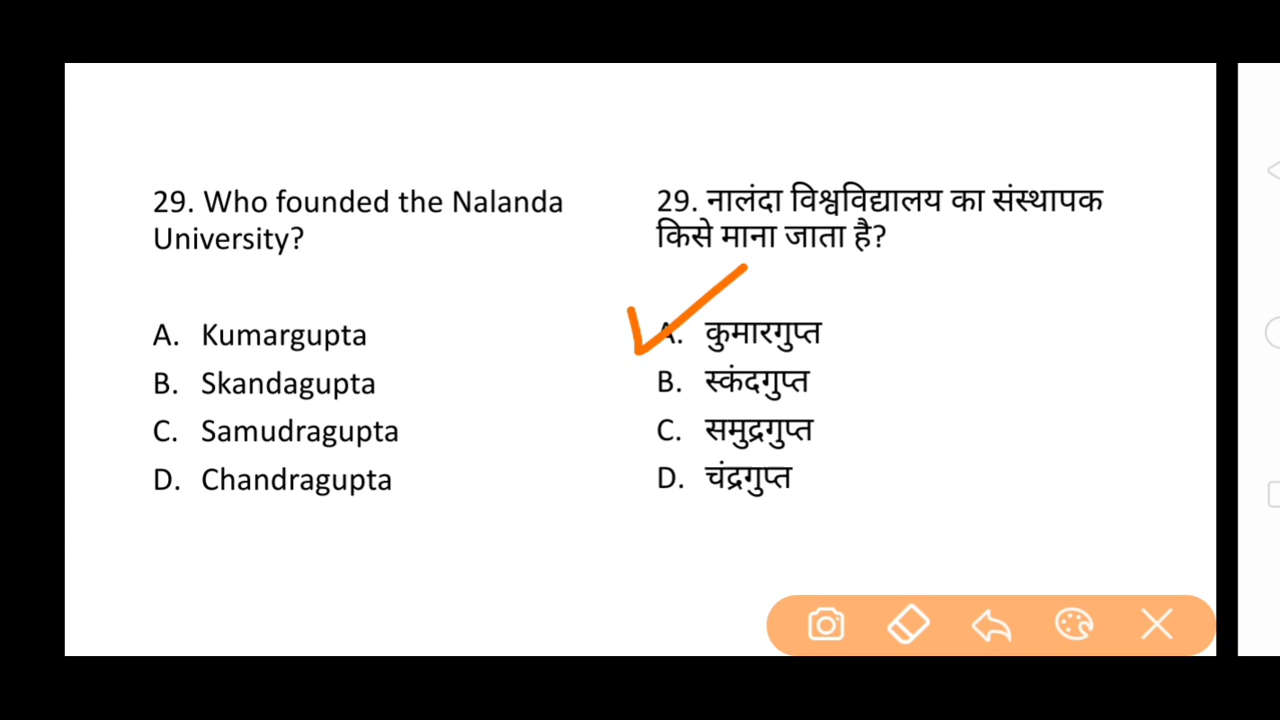 29. Who founded the Nalanda
University?
A. Kumargupta
B. Skandagupta
C. Samudragupta
D. Chandragupta
29. नालंदा विश्वविद्यालय का संस्थापक
किसे माना जाता है?
A. कुमारगुप्त
B. स्कंदगुप्त
C. समुद्रगुप्त
D. चंद्रगुप्त